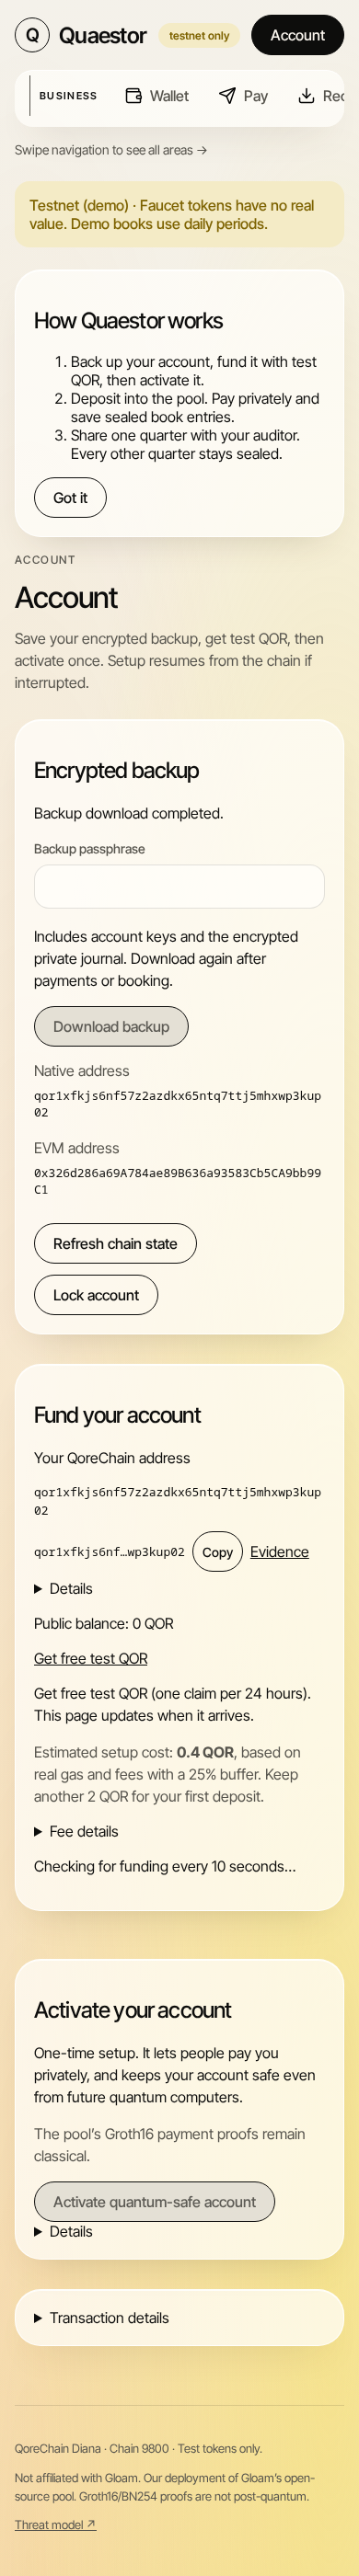 Q Quaestor testnet only Account
BUSINESS Wallet Pay
Swipe navigation to see all areas →
Testnet (demo) · Faucet tokens have no real
value. Demo books use daily periods.
How Quaestor works
1. Back up your account, fund it with test
QOR, then activate it.
2. Deposit into the pool. Pay privately and
save sealed book entries.
3. Share one quarter with your auditor.
Every other quarter stays sealed.
Got it
ACCOUNT
Account
Save your encrypted backup, get test QOR, then
activate once. Setup resumes from the chain if
interrupted.
Encrypted backup
Backup download completed.
Backup passphrase
Includes account keys and the encrypted
private journal. Download again after
payments or booking.
Download backup
Native address
qor1xfkjs6nf57z2azdkx65ntq7ttj5mhxwp3kup
02
EVM address
0x326d286a69A784ae89B636a93583Cb5CA9bb99
C1
Refresh chain state
Lock account
Fund your account
Your QoreChain address
qor1xfkjs6nf57z2azdkx65ntq7ttj5mhxwp3kup
02
qor1xfkjs6nf…wp3kup02 Copy Evidence
▶ Details
Public balance: 0 QOR
Get free test QOR
Get free test QOR (one claim per 24 hours).
This page updates when it arrives.
Estimated setup cost: 0.4 QOR, based on
real gas and fees with a 25% buffer. Keep
another 2 QOR for your first deposit.
▶ Fee details
Checking for funding every 10 seconds…
Activate your account
One-time setup. It lets people pay you
privately, and keeps your account safe even
from future quantum computers.
The pool's Groth16 payment proofs remain
classical.
Activate quantum-safe account
▶ Details
▶ Transaction details
QoreChain Diana · Chain 9800 · Test tokens only.
Not affiliated with Gloam. Our deployment of Gloam's open-
source pool. Groth16/BN254 proofs are not post-quantum.
Threat model ↗